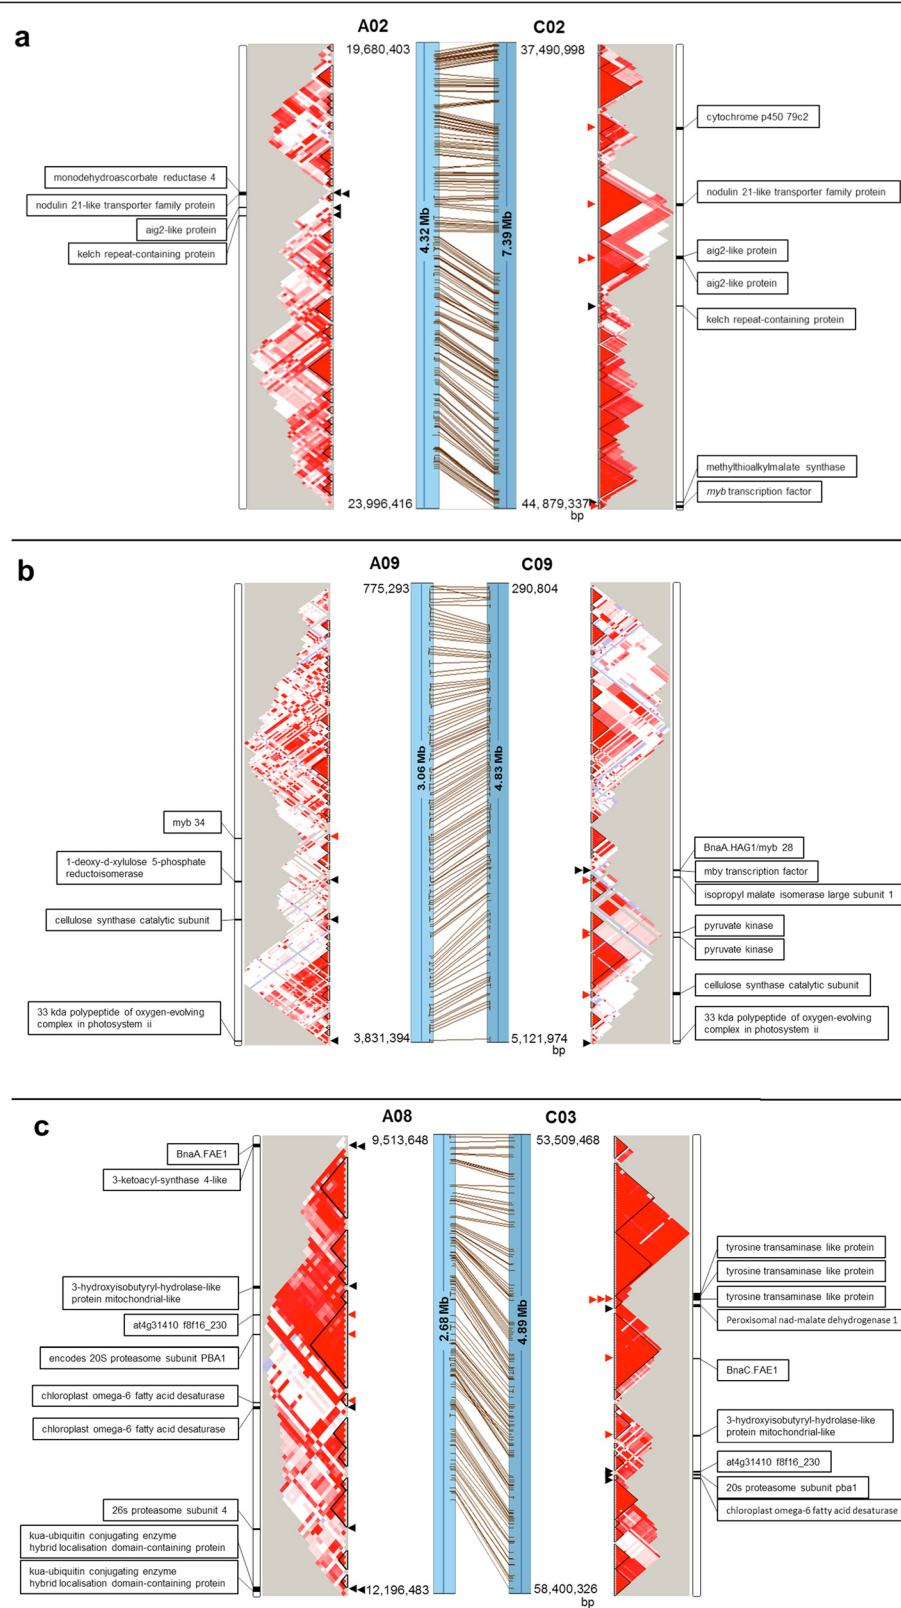 a
A02
C02
19,680,403
37,490,998
cytochrome p450 79c2
monodehydroascorbate reductase 4
nodulin 21-like transporter family protein
nodulin 21-like transporter family protein
aig2-like protein
kelch repeat-containing protein
4.32 Mb
7.39 Mb
aig2-like protein
aig2-like protein
kelch repeat-containing protein
methylthioalkylmalate synthase
myb transcription factor
23,996,416
44, 879,337
bp
b
A09
C09
775,293
290,804
3.06 Mb
4.83 Mb
myb 34
1-deoxy-d-xylulose 5-phosphate
reductoisomerase
cellulose synthase catalytic subunit
33 kda polypeptide of oxygen-evolving
complex in photosystem ii
BnaA.HAG1/myb 28
mby transcription factor
isopropyl malate isomerase large subunit 1
pyruvate kinase
pyruvate kinase
cellulose synthase catalytic subunit
33 kda polypeptide of oxygen-evolving
complex in photosystem ii
3,831,394
5,121,974
bp
c
A08
C03
9,513,648
53,509,468
BnaA.FAE1
3-ketoacyl-synthase 4-like
3-hydroxyisobutyryl-hydrolase-like
protein mitochondrial-like
at4g31410 f8f16_230
encodes 20S proteasome subunit PBA1
chloroplast omega-6 fatty acid desaturase
chloroplast omega-6 fatty acid desaturase
26s proteasome subunit 4
kua-ubiquitin conjugating enzyme
hybrid localisation domain-containing protein
kua-ubiquitin conjugating enzyme
hybrid localisation domain-containing protein
2.68 Mb
4.89 Mb
tyrosine transaminase like protein
tyrosine transaminase like protein
tyrosine transaminase like protein
Peroxisomal nad-malate dehydrogenase 1
BnaC.FAE1
3-hydroxyisobutyryl-hydrolase-like
protein mitochondrial-like
at4g31410 f8f16_230
20s proteasome subunit pba1
chloroplast omega-6 fatty acid desaturase
12,196,483
58,400,326
bp